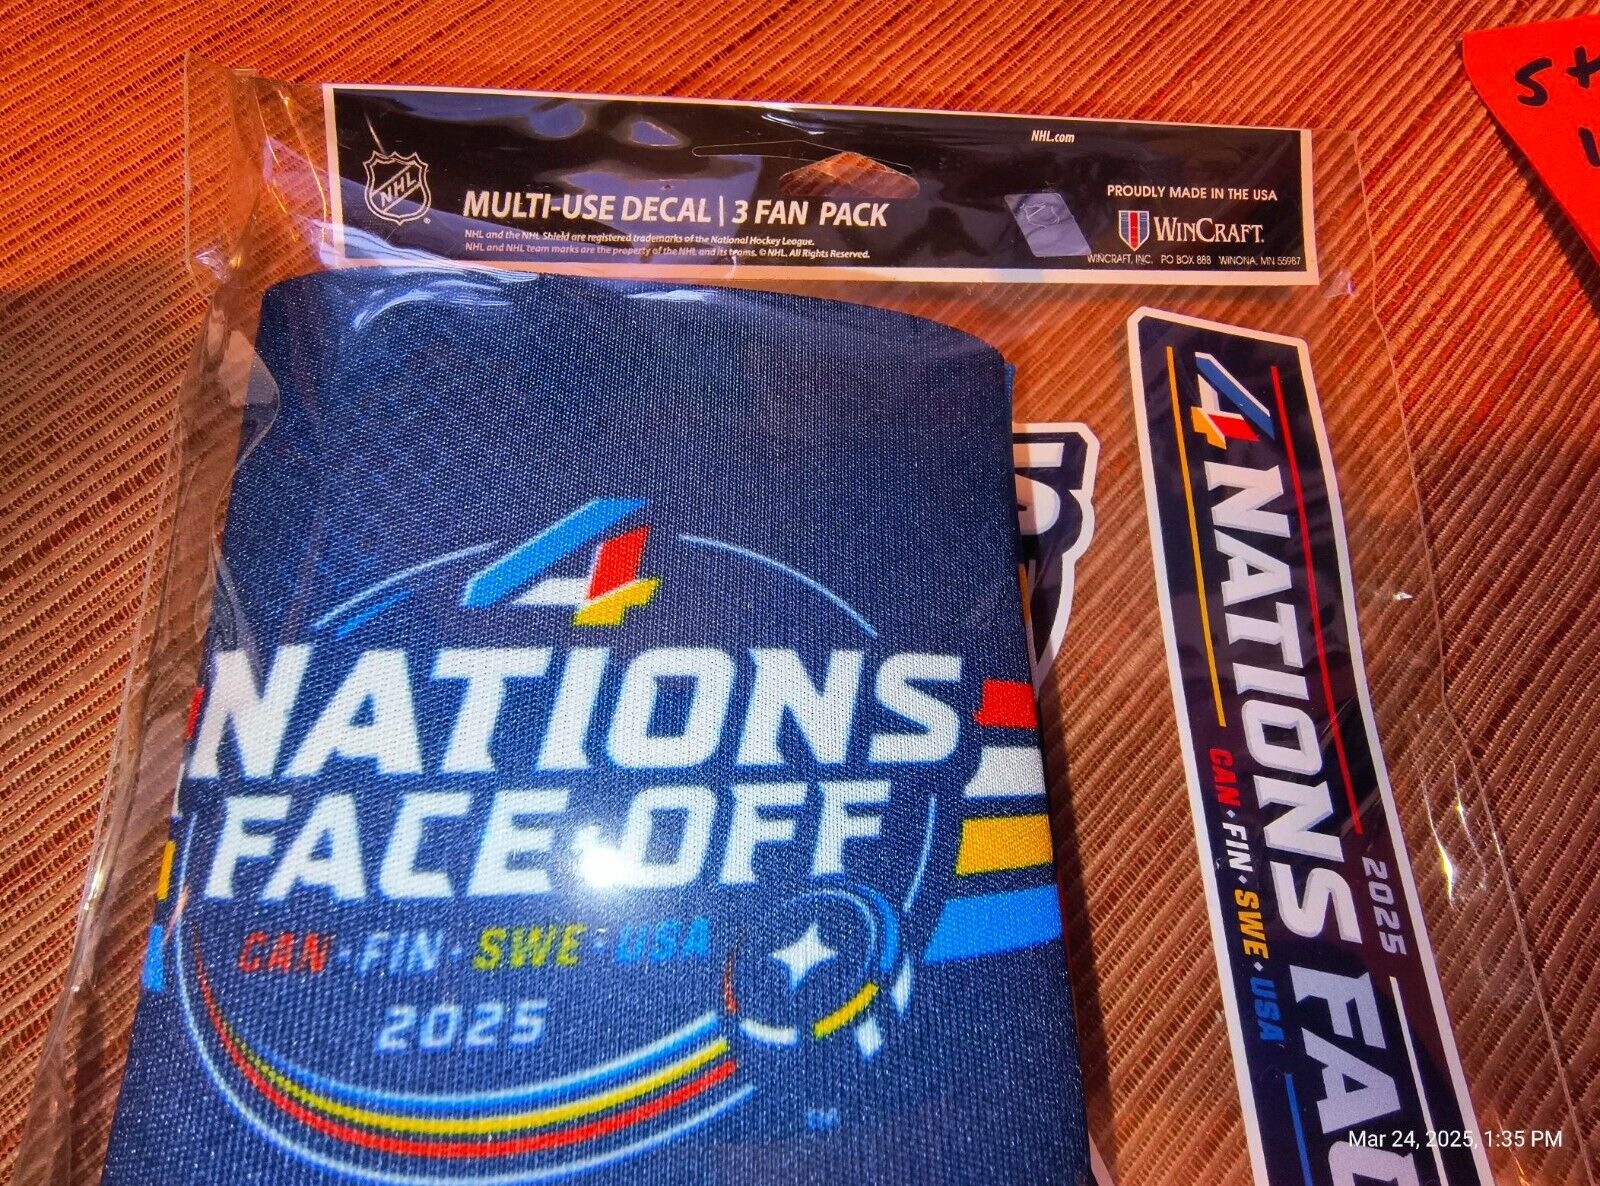 NHL.com
NHL
MULTI-USE DECAL | 3 FAN PACK
NHL and the NHL Shield are registered trademarks of the National Hockey League.
NHL and NHL team marks are the property of the NHL and its teams. © NHL. All Rights Reserved.
PROUDLY MADE IN THE USA
WINCRAFT.
WINCRAFT, INC. PO BOX 888 WINONA, MN 55987
4
NATIONS
FACE-OFF
CAN · FIN · SWE · USA
2025
TM
4 NATIONS FAC
CAN · FIN · SWE · USA
2025
Mar 24, 2025, 1:35 PM